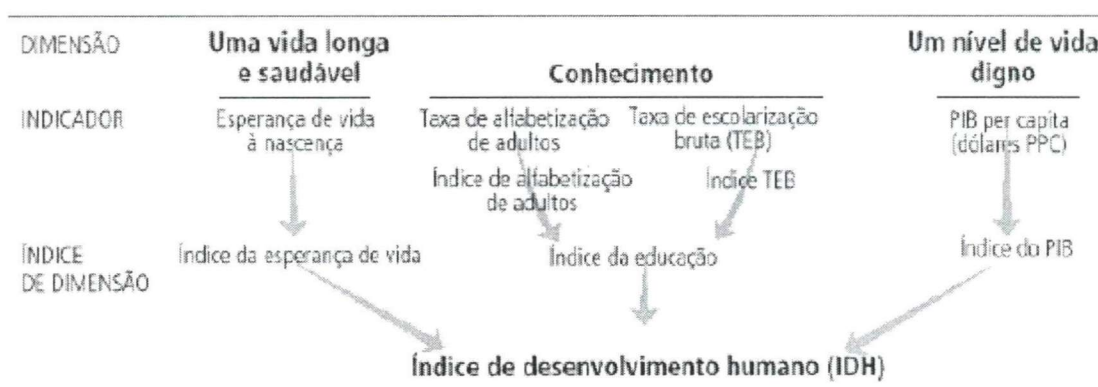 DIMENSÃO
Uma vida longa
e saudável
Conhecimento
Um nível de vida
digno
INDICADOR
Esperança de vida
à nascença
Taxa de alfabetização
de adultos
Taxa de escolarização
bruta (TEB)
PIB per capita
(dólares PPC)
Índice de alfabetização
de adultos
Índice TEB
ÍNDICE
DE DIMENSÃO
Índice da esperança de vida
Índice da educação
Índice do PIB
Índice de desenvolvimento humano (IDH)